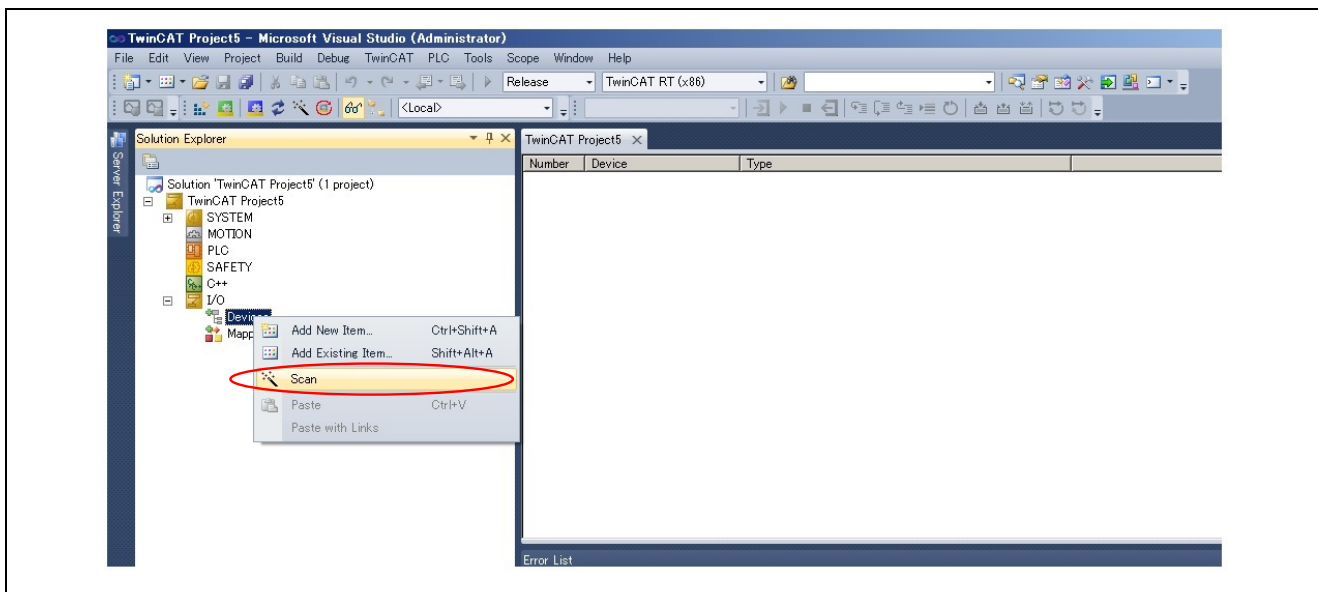 TwinCAT Project5 - Microsoft Visual Studio (Administrator)
File Edit View Project Build Debug TwinCAT PLC Tools Scope Window Help
Release TwinCAT RT (x86)
<Local>
Server Explorer
Solution Explorer
TwinCAT Project5
Number Device Type
Solution 'TwinCAT Project5' (1 project)
TwinCAT Project5
SYSTEM
MOTION
PLC
SAFETY
C++
I/O
Devices
Mapp
Add New Item... Ctrl+Shift+A
Add Existing Item... Shift+Alt+A
Scan
Paste Ctrl+V
Paste with Links
Error List